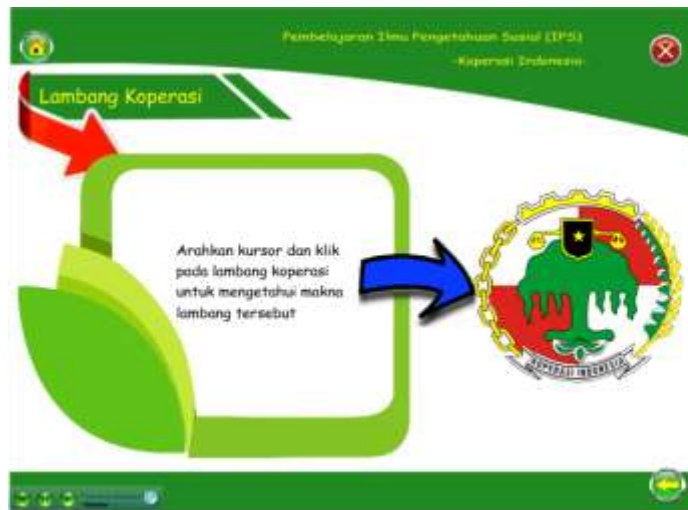 Pembelajaran Ilmu Pengetahuan Sosial (IPS)
-Koperasi Indonesia-
Lambang Koperasi
Arahkan kursor dan klik
pada lambang koperasi
untuk mengetahui makna
lambang tersebut
KOPERASI INDONESIA